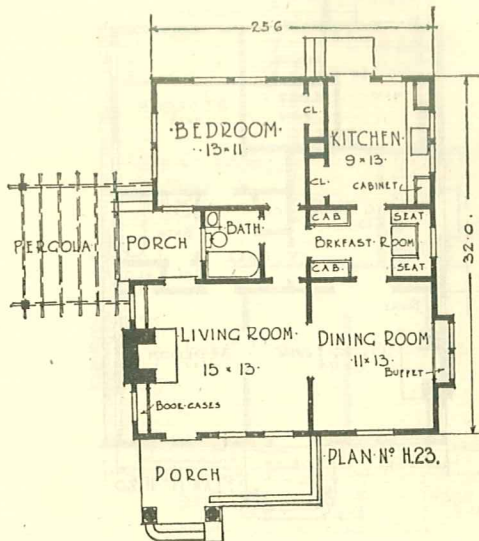 25 6
CL.
·BEDROOM·
·13×11
KITCHEN·
9×13·
CL.
CABINET
CAB
SEAT
BATH·
PERGOLA
PORCH
BRKFAST·ROOM
32·0.
CAB.
SEAT
LIVING ROOM·
DINING ROOM
15 × 13·
·11×13·
BUFFET
BOOK·CASES
PLAN·Nº H.23.
PORCH